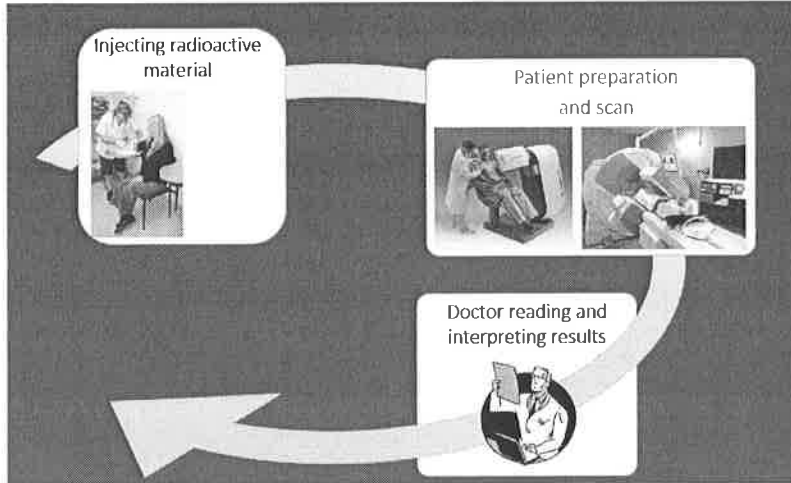 Injecting radioactive
material
Patient preparation
and scan
Doctor reading and
interpreting results